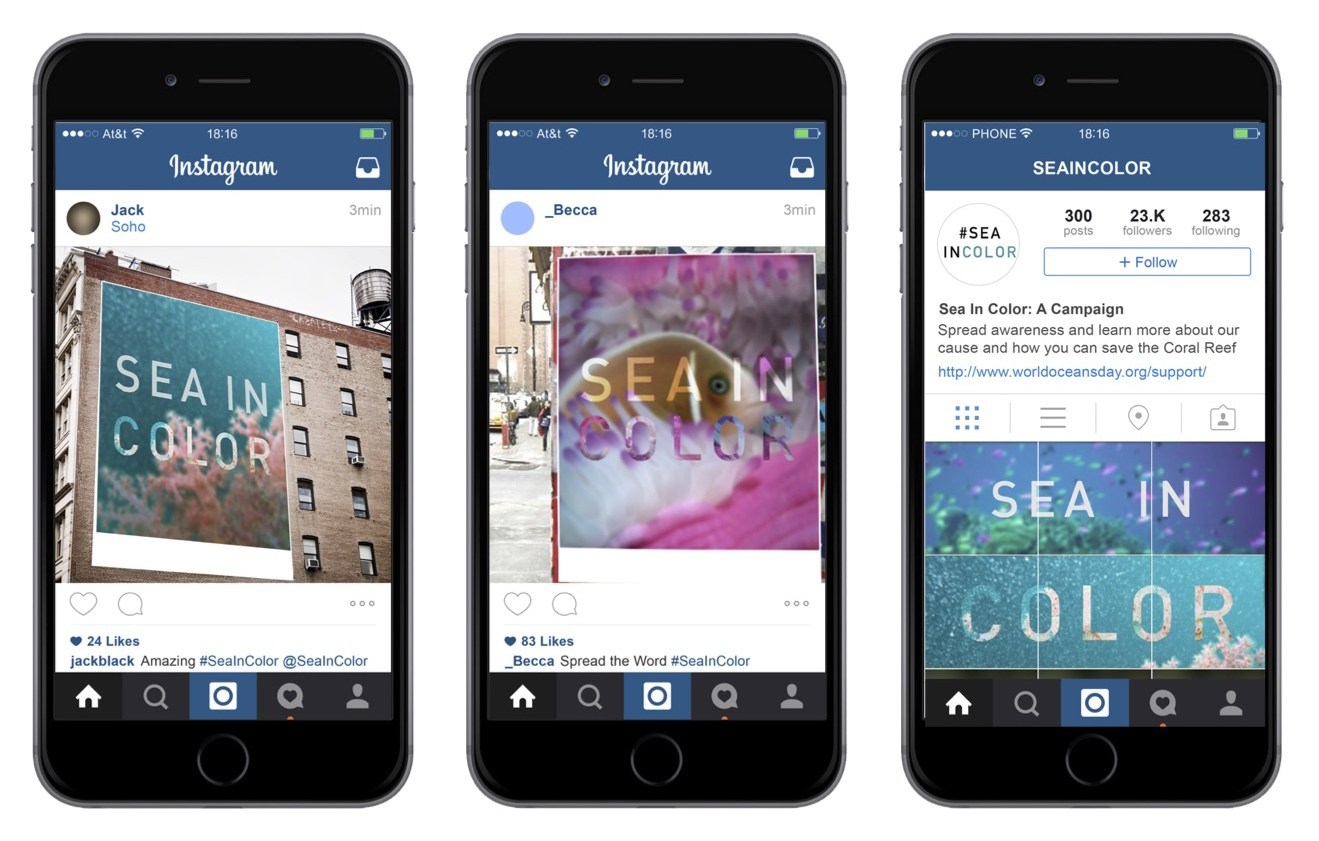 At&t
18:16
Instagram
Jack
3min
Soho
SEA IN
COLOR
24 Likes
jackblack Amazing #SeaInColor @SeaInColor
At&t
18:16
Instagram
_Becca
3min
SEA IN
COLOR
83 Likes
_Becca Spread the Word #SeaInColor
PHONE
18:16
SEAINCOLOR
#SEA
INCOLOR
300
23.K
283
posts
followers
following
+ Follow
Sea In Color: A Campaign
Spread awareness and learn more about our
cause and how you can save the Coral Reef
http://www.worldoceansday.org/support/
SEA IN
COLOR